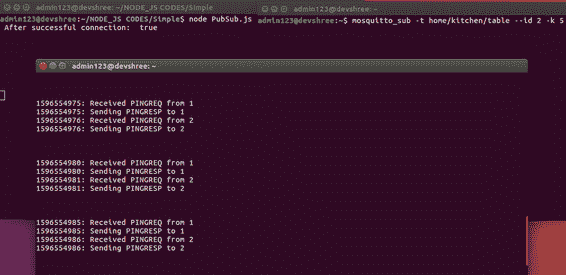 admin123@devshree: ~/NODE_JS CODES/Simple
admin123@devshree:~/NODE_JS CODES/Simple$ node PubSub.js
After successful connection:  true
admin123@devshree: ~
admin123@devshree:~$ mosquitto_sub -t home/kitchen/table --id 2 -k 5
admin123@devshree: ~
1596554975: Received PINGREQ from 1
1596554975: Sending PINGRESP to 1
1596554976: Received PINGREQ from 2
1596554976: Sending PINGRESP to 2
1596554980: Received PINGREQ from 1
1596554980: Sending PINGRESP to 1
1596554981: Received PINGREQ from 2
1596554981: Sending PINGRESP to 2
1596554985: Received PINGREQ from 1
1596554985: Sending PINGRESP to 1
1596554986: Received PINGREQ from 2
1596554986: Sending PINGRESP to 2